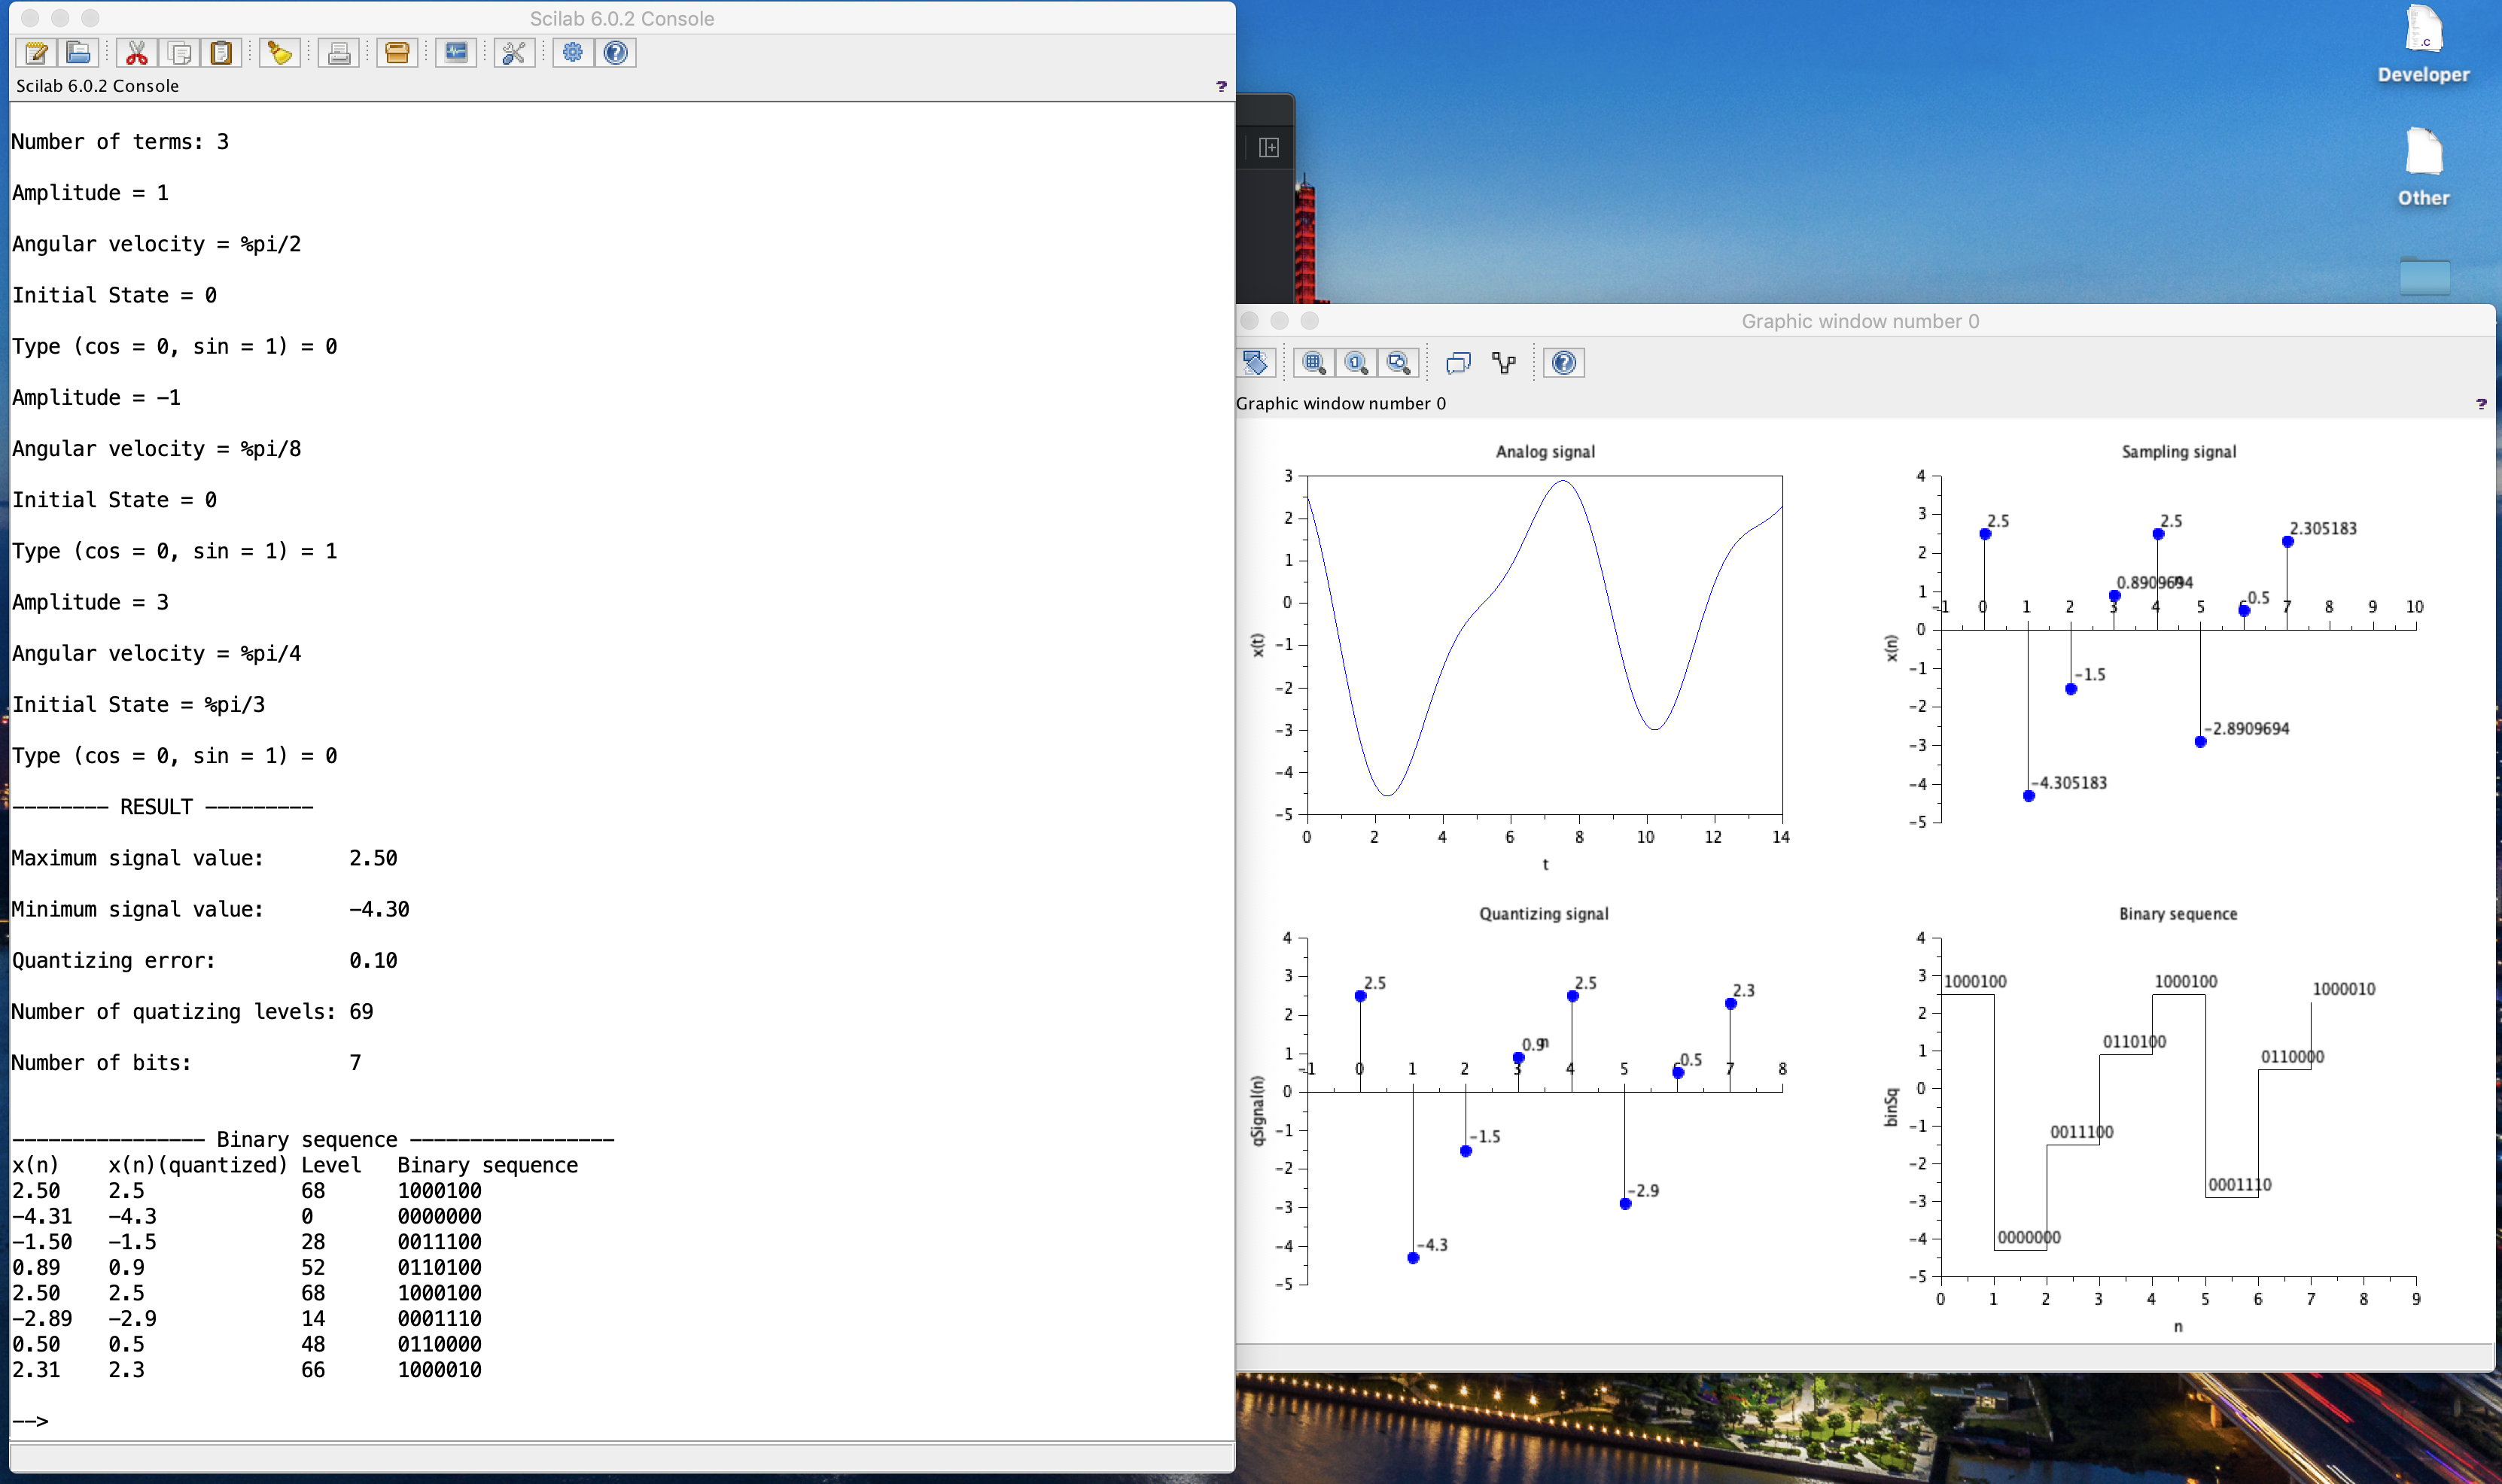 Scilab 6.0.2 Console
Scilab 6.0.2 Console ?
Number of terms: 3
Amplitude = 1
Angular velocity = %pi/2
Initial State = 0
Type (cos = 0, sin = 1) = 0
Amplitude = -1
Angular velocity = %pi/8
Initial State = 0
Type (cos = 0, sin = 1) = 1
Amplitude = 3
Angular velocity = %pi/4
Initial State = %pi/3
Type (cos = 0, sin = 1) = 0
-------- RESULT ---------
Maximum signal value: 2.50
Minimum signal value: -4.30
Quantizing error: 0.10
Number of quatizing levels: 69
Number of bits: 7
---------------- Binary sequence -----------------
x(n) x(n)(quantized) Level Binary sequence
2.50 2.5 68 1000100
-4.31 -4.3 0 0000000
-1.50 -1.5 28 0011100
0.89 0.9 52 0110100
2.50 2.5 68 1000100
-2.89 -2.9 14 0001110
0.50 0.5 48 0110000
2.31 2.3 66 1000010
-->
.c
Developer
Other
Graphic window number 0
Graphic window number 0 ?
Analog signal
3
2
1
0
-1
-2
-3
-4
-5
x(t)
0 2 4 6 8 10 12 14
t
Sampling signal
4
3
2
1
0
-1
-2
-3
-4
-5
x(n)
-1 0 1 2 3 4 5 6 7 8 9 10
n
2.5
-4.305183
-1.5
0.8909694
2.5
-2.8909694
0.5
2.305183
Quantizing signal
4
3
2
1
0
-1
-2
-3
-4
-5
qSignal(n)
-1 0 1 2 3 4 5 6 7 8
n
2.5
-4.3
-1.5
0.9
2.5
-2.9
0.5
2.3
Binary sequence
4
3
2
1
0
-1
-2
-3
-4
-5
binSq
1000100
0000000
0011100
0110100
1000100
0001110
0110000
1000010
0 1 2 3 4 5 6 7 8 9
n